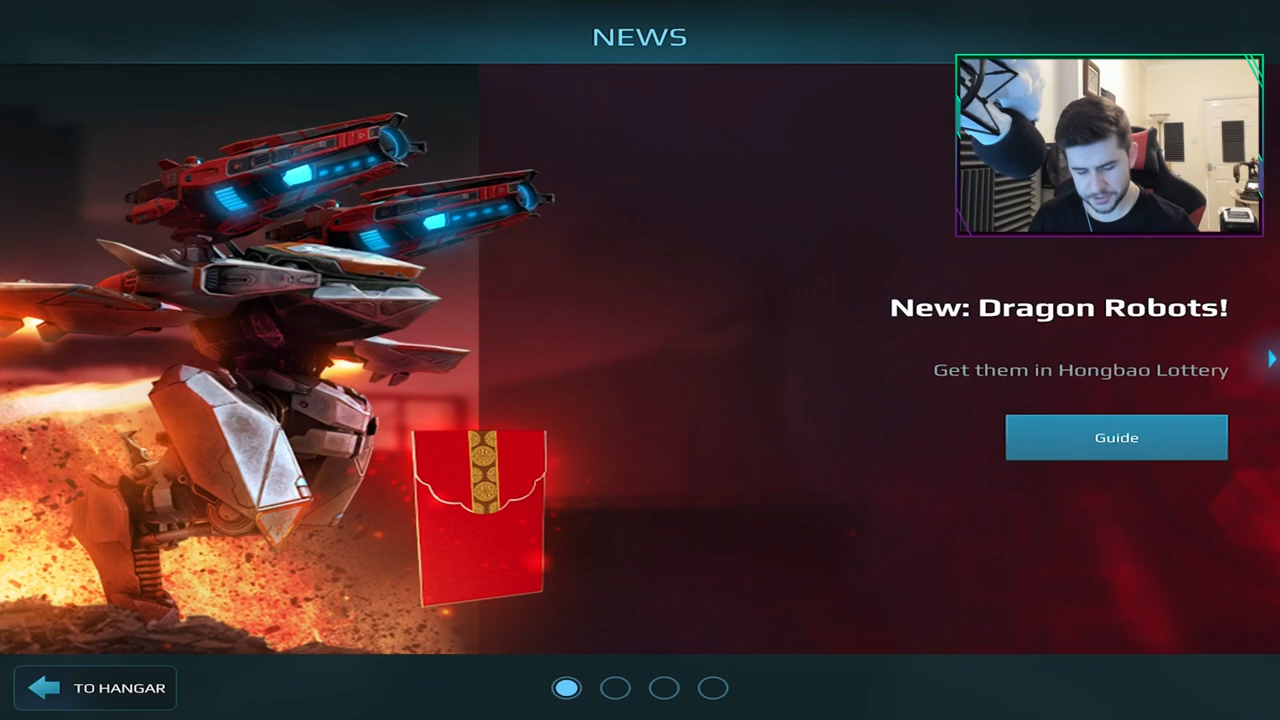 NEWS
New: Dragon Robots!
Get them in Hongbao Lottery
Guide
TO HANGAR